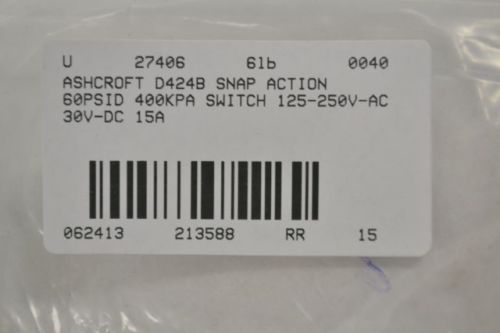 U 27406 6lb 0040
ASHCROFT D424B SNAP ACTION
60PSID 400KPA SWITCH 125-250V-AC
30V-DC 15A
062413 213588 RR 15